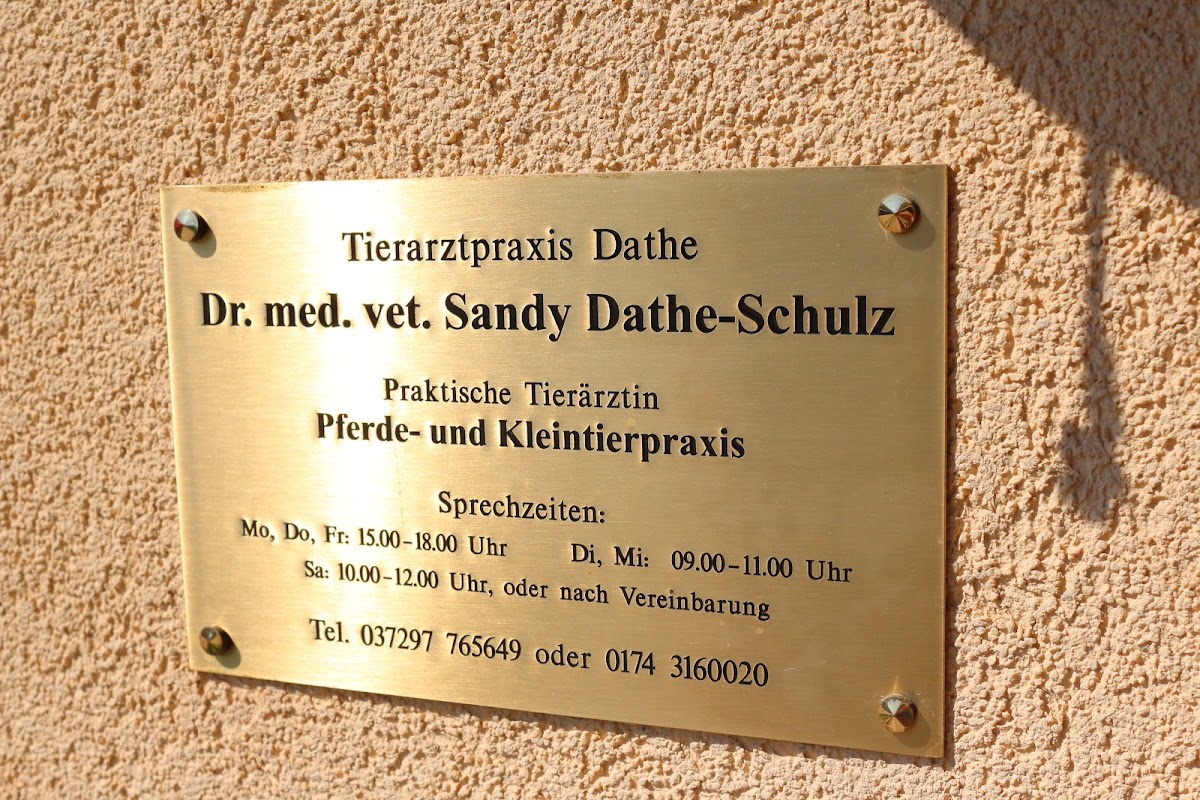 Tierarztpraxis Dathe
Dr. med. vet. Sandy Dathe-Schulz
Praktische Tierärztin
Pferde- und Kleintierpraxis
Sprechzeiten:
Mo, Do, Fr: 15.00-18.00 Uhr Di, Mi: 09.00-11.00 Uhr
Sa: 10.00-12.00 Uhr, oder nach Vereinbarung
Tel. 037297 765649 oder 0174 3160020